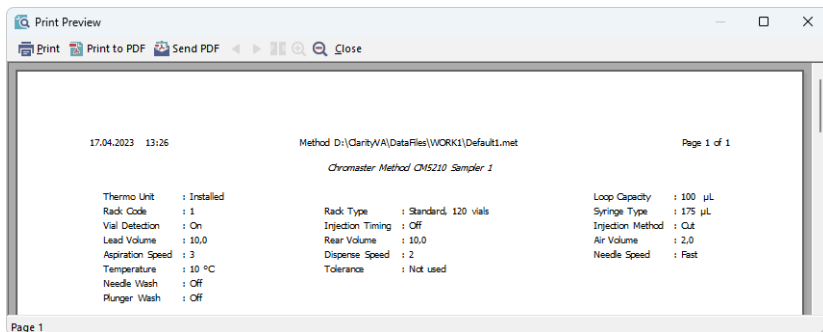 Print Preview
Print Print to PDF Send PDF Close
17.04.2023 13:26 Method D:\ClarityVA\DataFiles\WORK1\Default1.met Page 1 of 1
Chromaster Method CM5210 Sampler 1
Thermo Unit : Installed Loop Capacity : 100 µL
Rack Code : 1 Rack Type : Standard, 120 vials Syringe Type : 175 µL
Vial Detection : On Injection Timing : Off Injection Method : Cut
Lead Volume : 10,0 Rear Volume : 10,0 Air Volume : 2,0
Aspiration Speed : 3 Dispense Speed : 2 Needle Speed : Fast
Temperature : 10 °C Tolerance : Not used
Needle Wash : Off
Plunger Wash : Off
Page 1